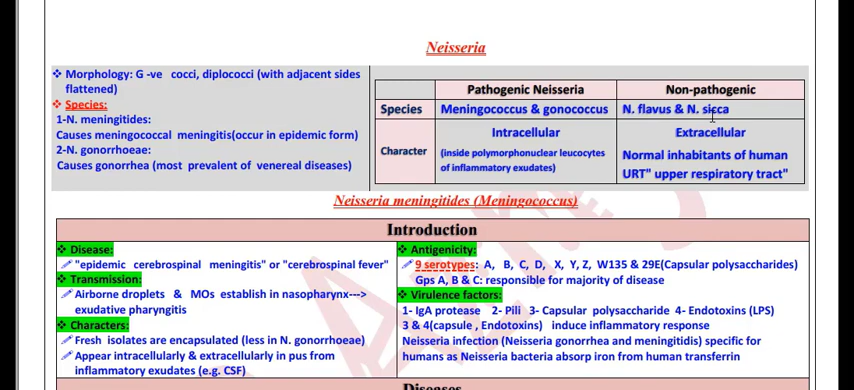 Neisseria
❖ Morphology: G -ve cocci, diplococci (with adjacent sides
flattened)
❖ Species:
1-N. meningitides:
Causes meningococcal meningitis(occur in epidemic form)
2-N. gonorrhoeae:
Causes gonorrhea (most prevalent of venereal diseases)
Pathogenic Neisseria
Non-pathogenic
Species
Meningococcus & gonococcus
N. flavus & N. sicca
Character
Intracellular
(inside polymorphonuclear leucocytes
of inflammatory exudates)
Extracellular
Normal inhabitants of human
URT" upper respiratory tract"
Neisseria meningitides (Meningococcus)
Introduction
❖ Disease:
"epidemic cerebrospinal meningitis" or "cerebrospinal fever"
❖ Transmission:
Airborne droplets & MOs establish in nasopharynx--->
exudative pharyngitis
❖ Characters:
Fresh isolates are encapsulated (less in N. gonorrhoeae)
Appear intracellularly & extracellularly in pus from
inflammatory exudates (e.g. CSF)
❖ Antigenicity:
9 serotypes: A, B, C, D, X, Y, Z, W135 & 29E(Capsular polysaccharides)
Gps A, B & C: responsible for majority of disease
❖ Virulence factors:
1- IgA protease 2- Pili 3- Capsular polysaccharide 4- Endotoxins (LPS)
3 & 4(capsule , Endotoxins) induce inflammatory response
Neisseria infection (Neisseria gonorrhea and meningitidis) specific for
humans as Neisseria bacteria absorp iron from human transferrin
Diseases